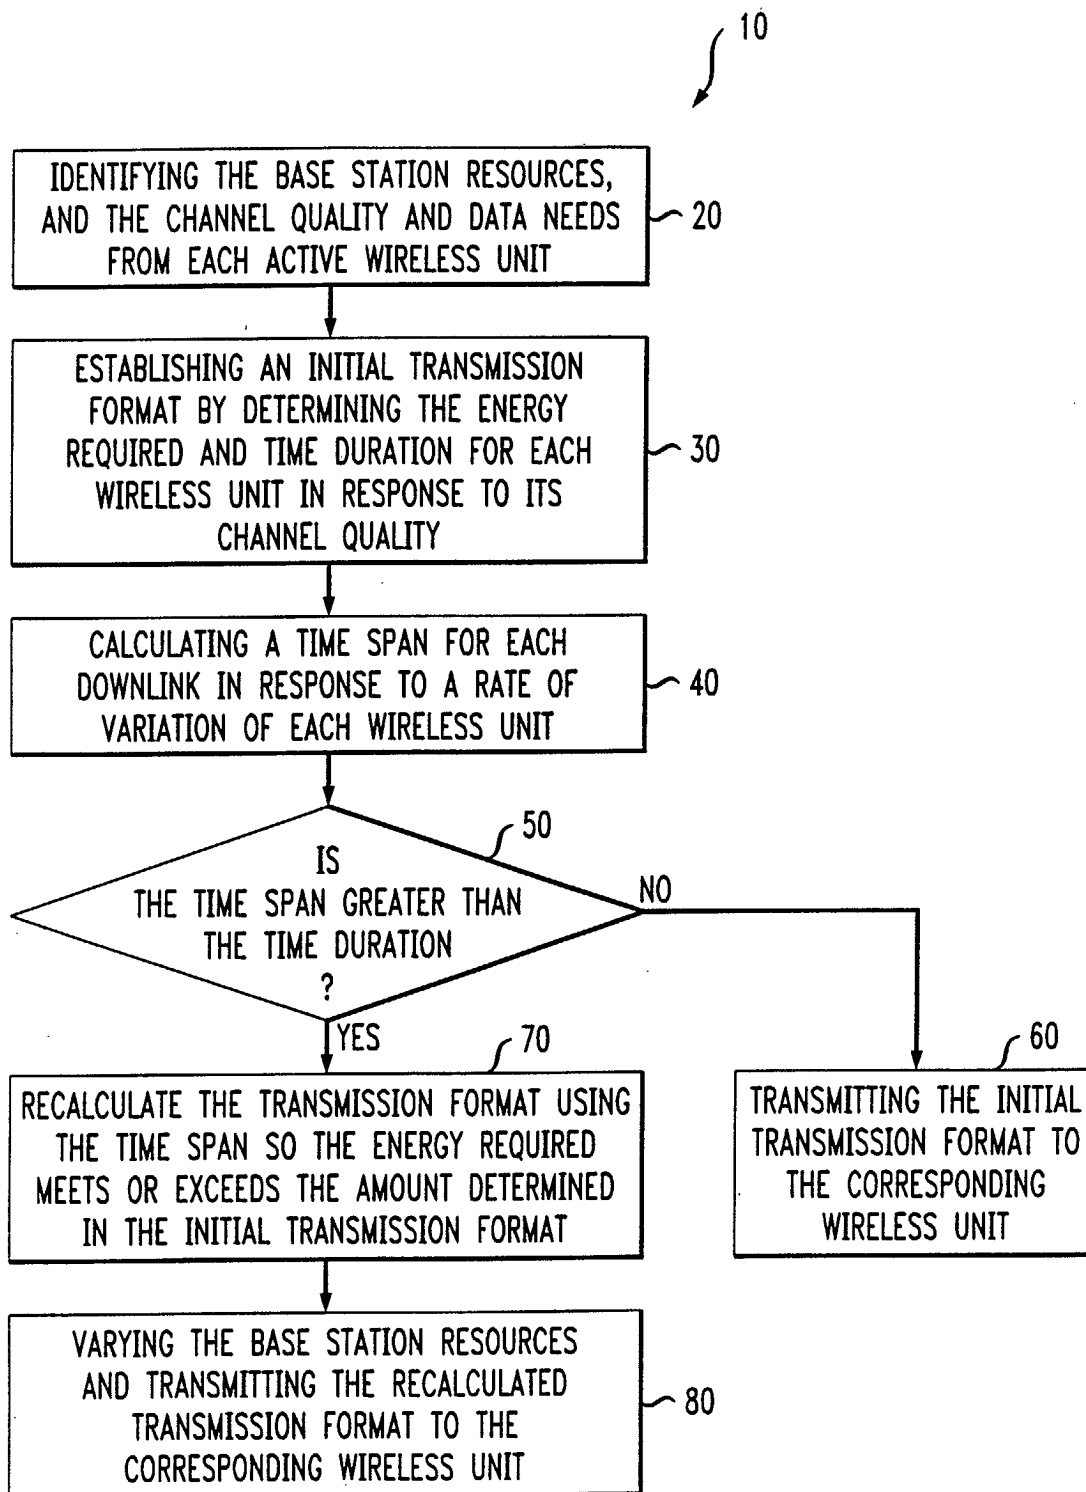 10
IDENTIFYING THE BASE STATION RESOURCES,
AND THE CHANNEL QUALITY AND DATA NEEDS
FROM EACH ACTIVE WIRELESS UNIT
20
ESTABLISHING AN INITIAL TRANSMISSION
FORMAT BY DETERMINING THE ENERGY
REQUIRED AND TIME DURATION FOR EACH
WIRELESS UNIT IN RESPONSE TO ITS
CHANNEL QUALITY
30
CALCULATING A TIME SPAN FOR EACH
DOWNLINK IN RESPONSE TO A RATE OF
VARIATION OF EACH WIRELESS UNIT
40
50
IS
THE TIME SPAN GREATER THAN
THE TIME DURATION
?
NO
YES
70
RECALCULATE THE TRANSMISSION FORMAT USING
THE TIME SPAN SO THE ENERGY REQUIRED
MEETS OR EXCEEDS THE AMOUNT DETERMINED
IN THE INITIAL TRANSMISSION FORMAT
60
TRANSMITTING THE INITIAL
TRANSMISSION FORMAT TO
THE CORRESPONDING
WIRELESS UNIT
VARYING THE BASE STATION RESOURCES
AND TRANSMITTING THE RECALCULATED
TRANSMISSION FORMAT TO THE
CORRESPONDING WIRELESS UNIT
80